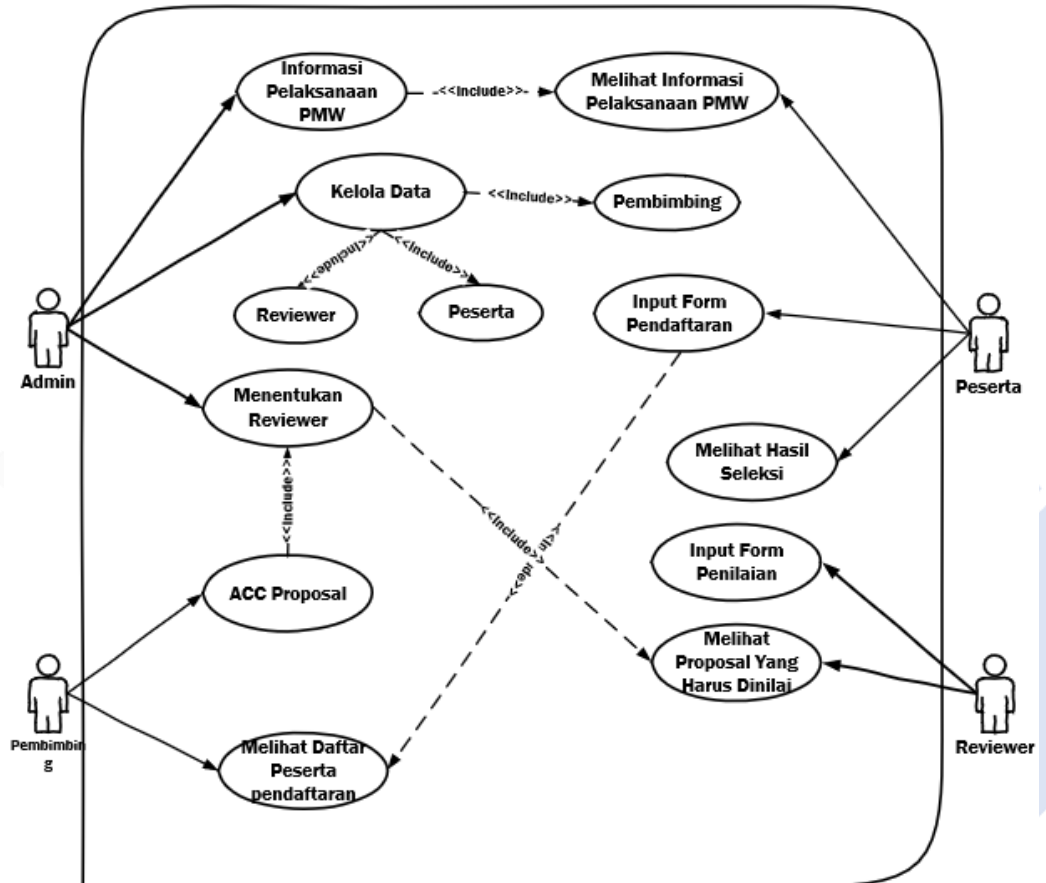 Informasi
Pelaksanaan
PMW
<<Include>>
Melihat Informasi
Pelaksanaan PMW
Kelola Data
<<Include>>
Pembimbing
<<Include>>
<<Include>>
Reviewer
Peserta
Input Form
Pendaftaran
Admin
Peserta
Menentukan
Reviewer
Melihat Hasil
Seleksi
<<Include>>
<<Include>>
Input Form
Penilaian
ACC Proposal
Melihat
Proposal Yang
Harus Dinilai
Pembimbin
g
Reviewer
Melihat Daftar
Peserta
pendaftaran